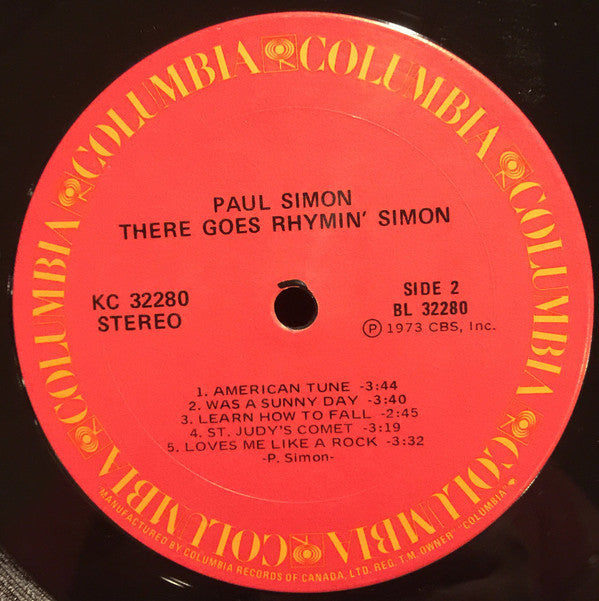 COLUMBIA COLUMBIA COLUMBIA COLUMBIA COLUMBIA COLUMBIA COLUMBIA COLUMBIA
PAUL SIMON
THERE GOES RHYMIN' SIMON
KC 32280
STEREO
SIDE 2
BL 32280
Ⓟ 1973 CBS, Inc.
1. AMERICAN TUNE -3:44
2. WAS A SUNNY DAY -3:40
3. LEARN HOW TO FALL -2:45
4. ST. JUDY'S COMET -3:19
5. LOVES ME LIKE A ROCK -3:32
-P. Simon-
MANUFACTURED BY COLUMBIA RECORDS OF CANADA, LTD. REG. T.M. OWNER-"COLUMBIA"